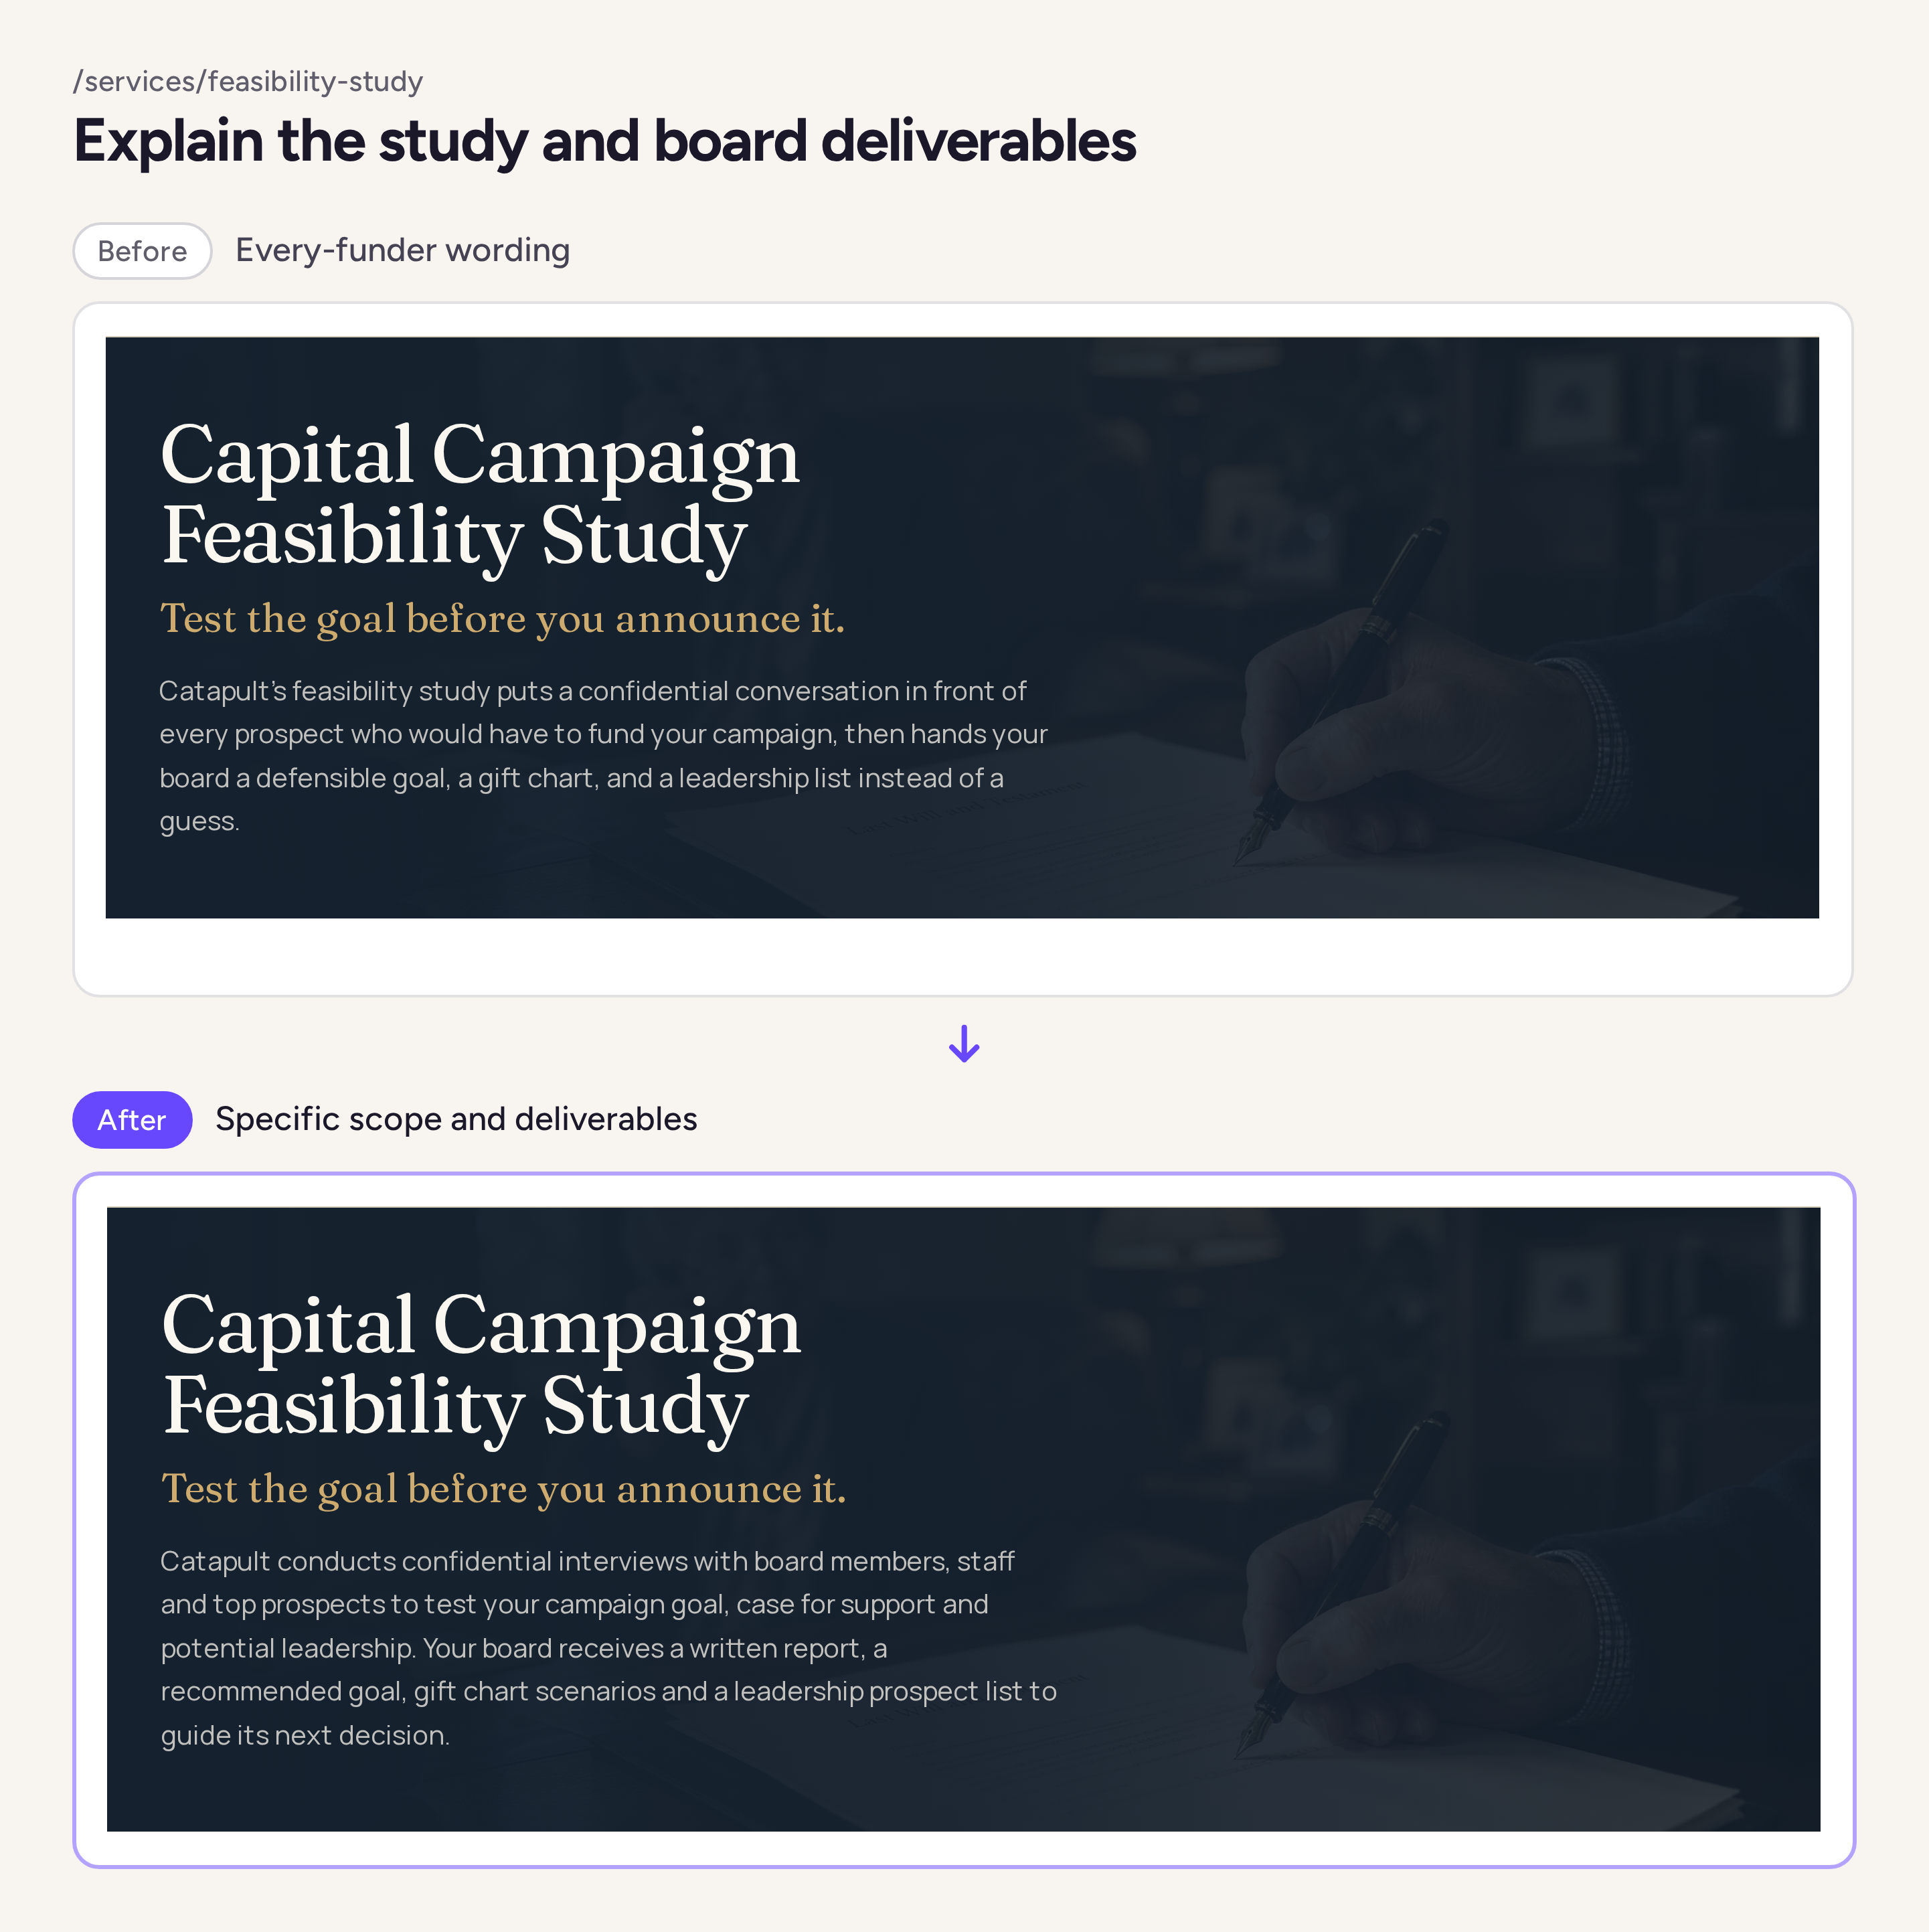 /services/feasibility-study
Explain the study and board deliverables
Before
Every-funder wording
Capital Campaign
Feasibility Study
Test the goal before you announce it.
Catapult’s feasibility study puts a confidential conversation in front of
every prospect who would have to fund your campaign, then hands your
board a defensible goal, a gift chart, and a leadership list instead of a
guess.
After
Specific scope and deliverables
Capital Campaign
Feasibility Study
Test the goal before you announce it.
Catapult conducts confidential interviews with board members, staff
and top prospects to test your campaign goal, case for support and
potential leadership. Your board receives a written report, a
recommended goal, gift chart scenarios and a leadership prospect list to
guide its next decision.